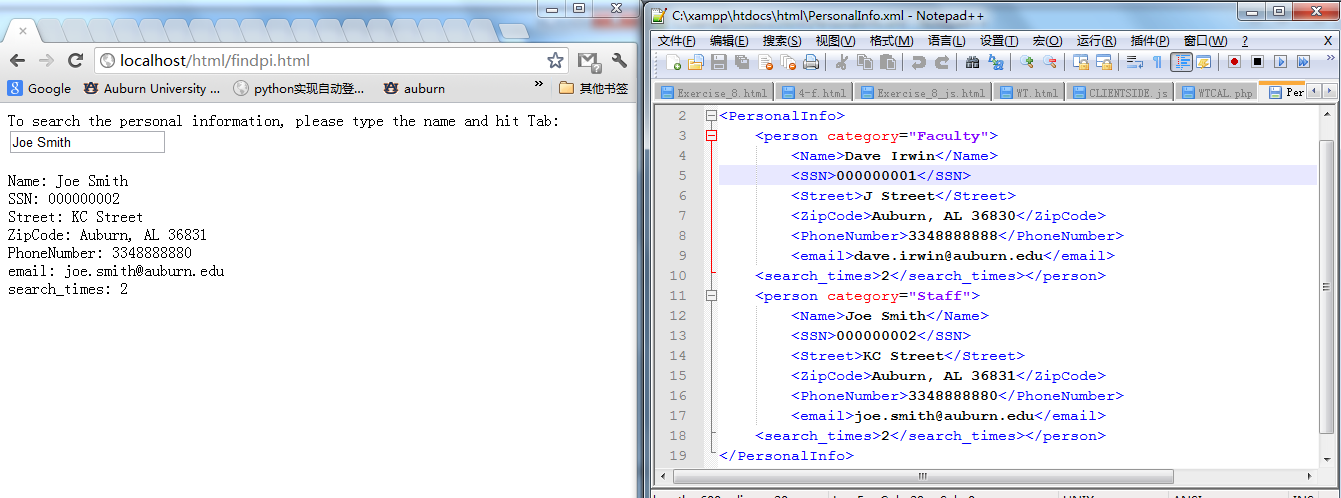 localhost/html/findpi.html
Google
Auburn University ...
python实现自动登...
auburn
»
其他书签
To search the personal information, please type the name and hit Tab:
Joe Smith
Name: Joe Smith
SSN: 000000002
Street: KC Street
ZipCode: Auburn, AL 36831
PhoneNumber: 3348888880
email: joe.smith@auburn.edu
search_times: 2
C:\xampp\htdocs\html\PersonalInfo.xml - Notepad++
文件(F) 编辑(E) 搜索(S) 视图(V) 格式(M) 语言(L) 设置(T) 宏(O) 运行(R) 插件(P) 窗口(W) ? X
Exercise_8.html 4-f.html Exercise_8_js.html WT.html CLIENTSIDE.js WTCAL.php Per
2 <PersonalInfo>
3 <person category="Faculty">
4 <Name>Dave Irwin</Name>
5 <SSN>000000001</SSN>
6 <Street>J Street</Street>
7 <ZipCode>Auburn, AL 36830</ZipCode>
8 <PhoneNumber>3348888888</PhoneNumber>
9 <email>dave.irwin@auburn.edu</email>
10 <search_times>2</search_times></person>
11 <person category="Staff">
12 <Name>Joe Smith</Name>
13 <SSN>000000002</SSN>
14 <Street>KC Street</Street>
15 <ZipCode>Auburn, AL 36831</ZipCode>
16 <PhoneNumber>3348888880</PhoneNumber>
17 <email>joe.smith@auburn.edu</email>
18 <search_times>2</search_times></person>
19 </PersonalInfo>